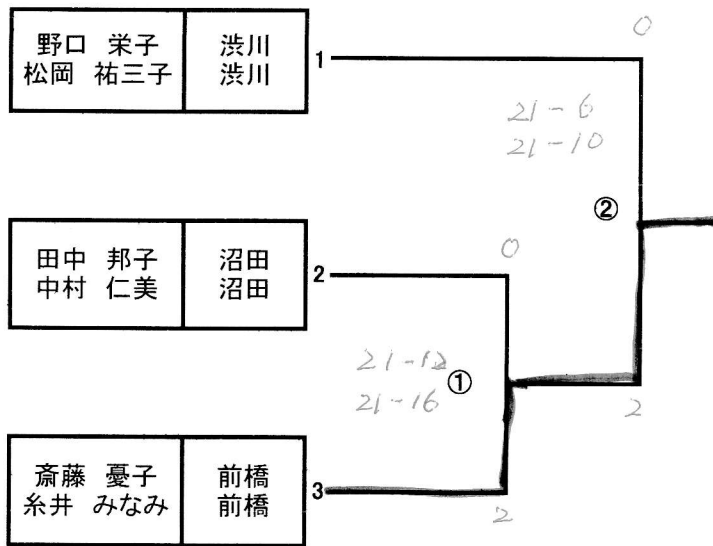 0
野口 栄子 渋川
松岡 祐三子 渋川
1
21-6
21-10
②
0
田中 邦子 沼田
中村 仁美 沼田
2
21-12
21-16
①
2
斎藤 憂子 前橋
糸井 みなみ 前橋
3
2